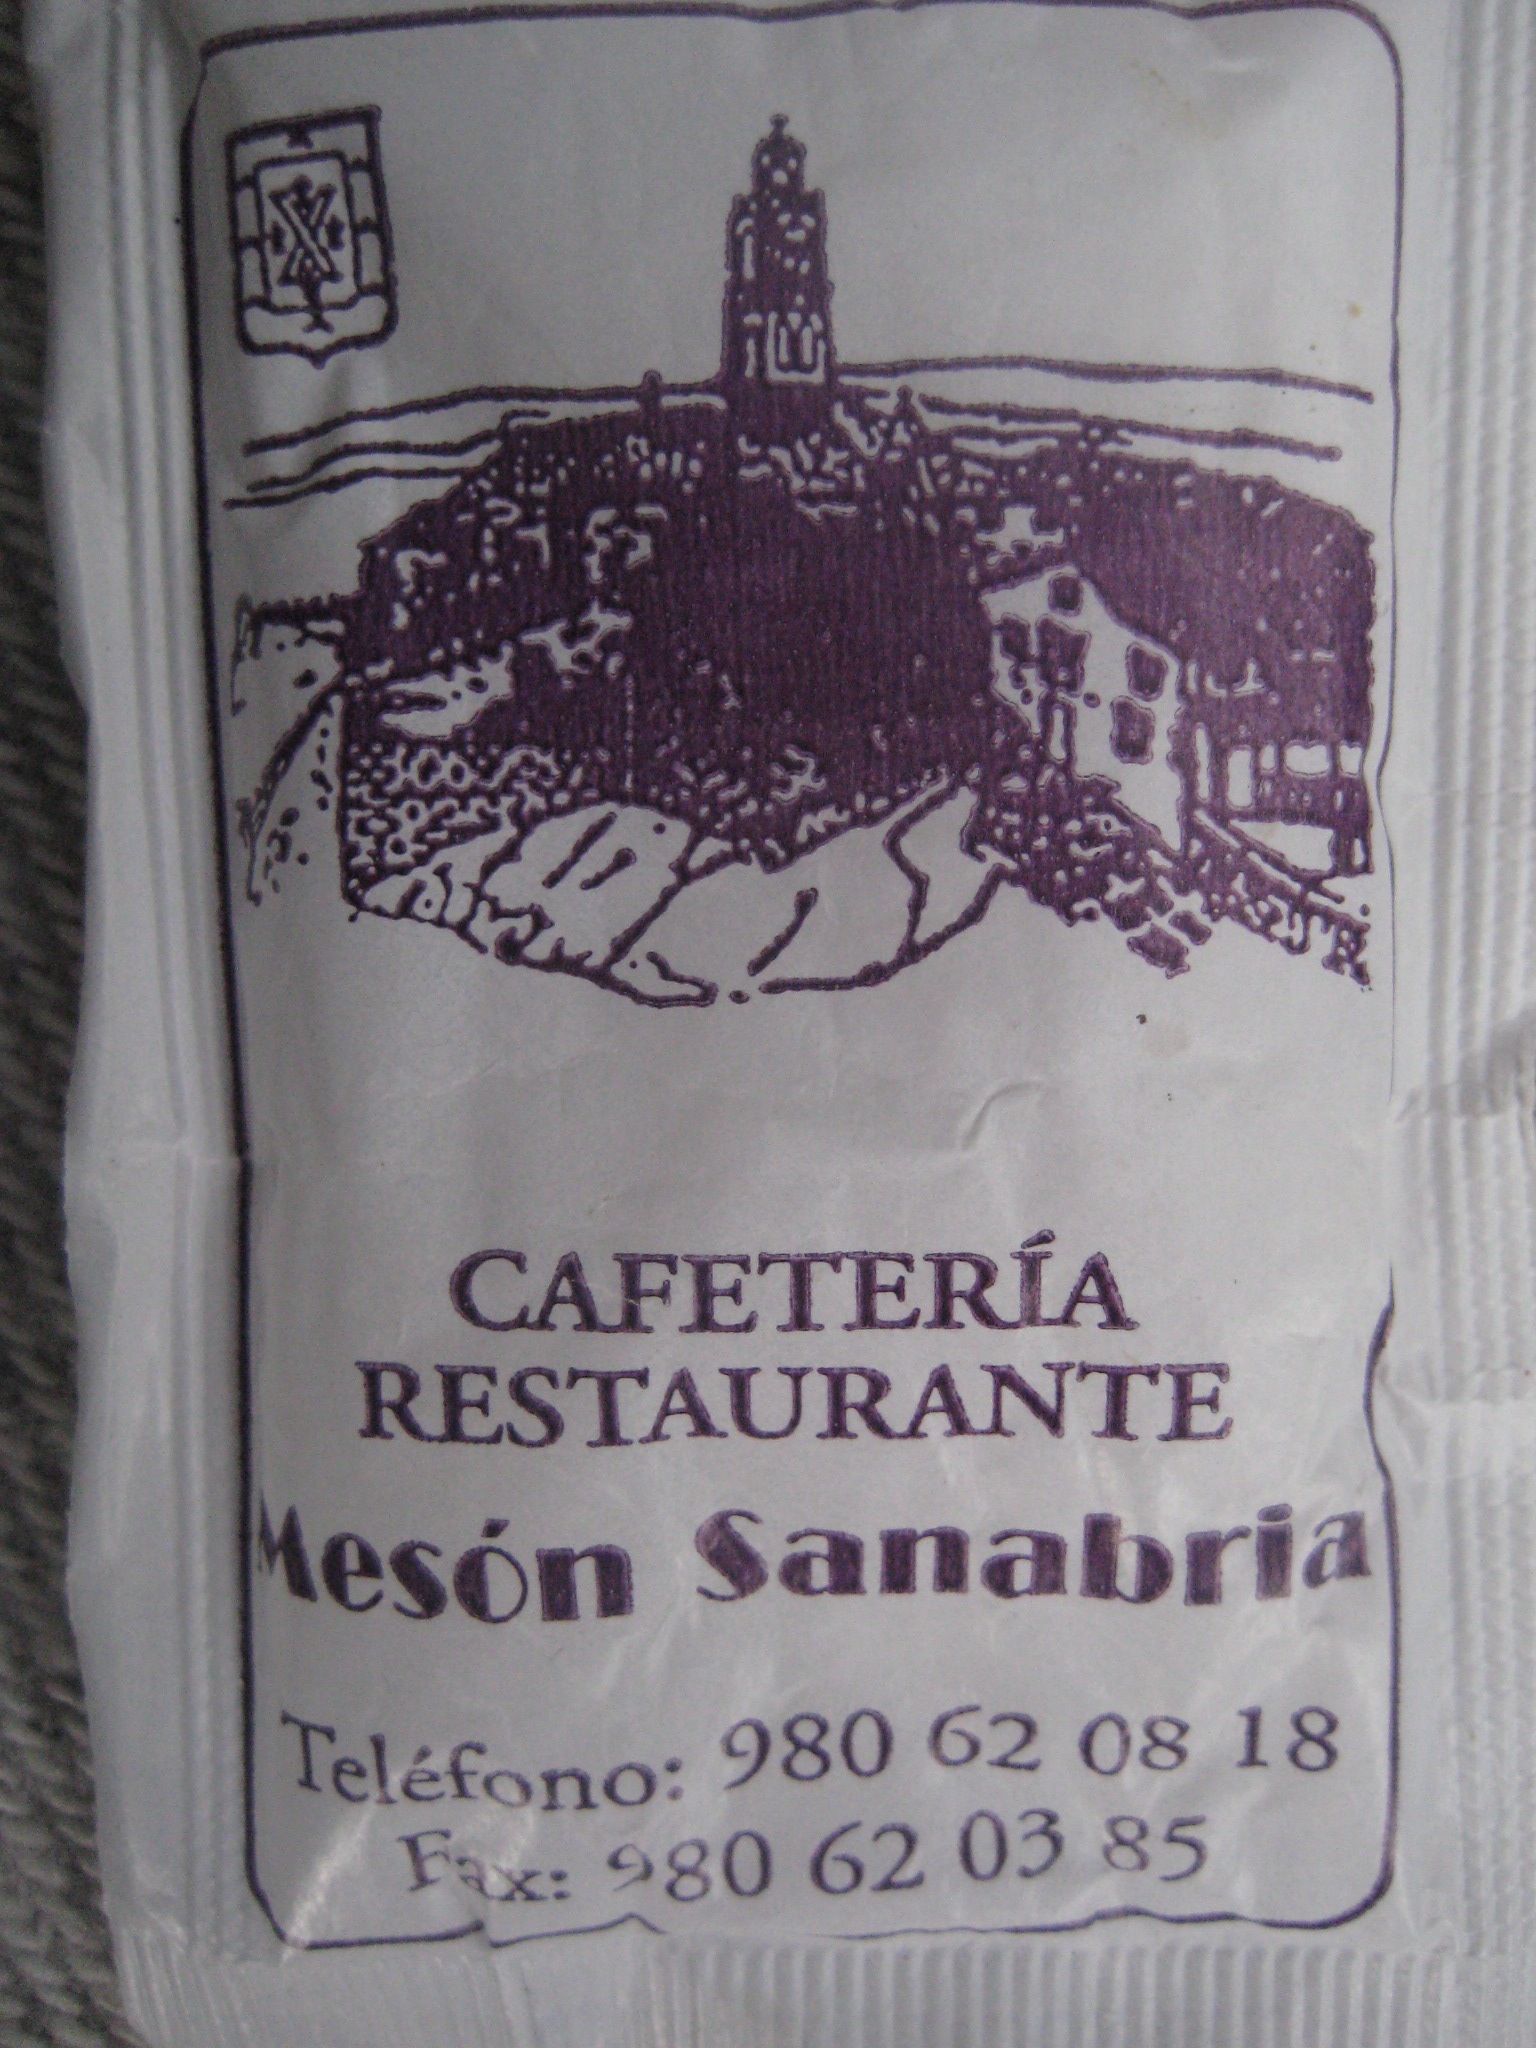 CAFETERÍA
RESTAURANTE
Mesón Sanabria
Teléfono: 980 62 08 18
Fax: 980 62 03 85